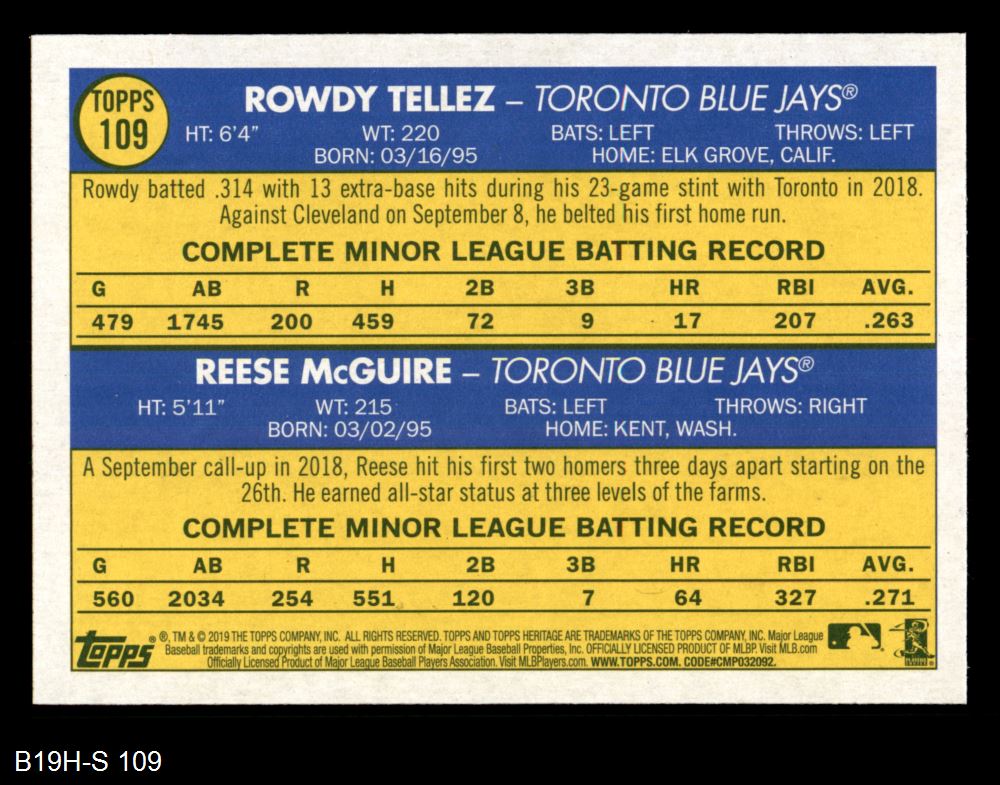 TOPPS
109
ROWDY TELLEZ – TORONTO BLUE JAYS®
HT: 6'4" WT: 220 BATS: LEFT THROWS: LEFT
BORN: 03/16/95 HOME: ELK GROVE, CALIF.
Rowdy batted .314 with 13 extra-base hits during his 23-game stint with Toronto in 2018.
Against Cleveland on September 8, he belted his first home run.
COMPLETE MINOR LEAGUE BATTING RECORD
G AB R H 2B 3B HR RBI AVG.
479 1745 200 459 72 9 17 207 .263
REESE McGUIRE – TORONTO BLUE JAYS®
HT: 5'11" WT: 215 BATS: LEFT THROWS: RIGHT
BORN: 03/02/95 HOME: KENT, WASH.
A September call-up in 2018, Reese hit his first two homers three days apart starting on the
26th. He earned all-star status at three levels of the farms.
COMPLETE MINOR LEAGUE BATTING RECORD
G AB R H 2B 3B HR RBI AVG.
560 2034 254 551 120 7 64 327 .271
Topps ® ®, TM & © 2019 THE TOPPS COMPANY, INC. ALL RIGHTS RESERVED. TOPPS AND TOPPS HERITAGE ARE TRADEMARKS OF THE TOPPS COMPANY, INC. Major League
Baseball trademarks and copyrights are used with permission of Major League Baseball Properties, Inc. OFFICIALLY LICENSED PRODUCT OF MLBP. Visit MLB.com
Officially Licensed Product of Major League Baseball Players Association. Visit MLBPlayers.com. WWW.TOPPS.COM. CODE#CMP032092.
B19H-S 109